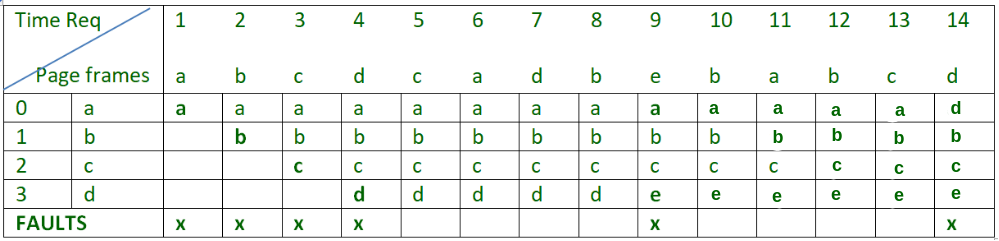 Time Req 1 2 3 4 5 6 7 8 9 10 11 12 13 14
Page frames a b c d c a d b e b a b c d
0 a a a a a a a a a a a a a a d
1 b b b b b b b b b b b b b b
2 c c c c c c c c c c c c c
3 d d d d d d e e e e e e
FAULTS x x x x x x